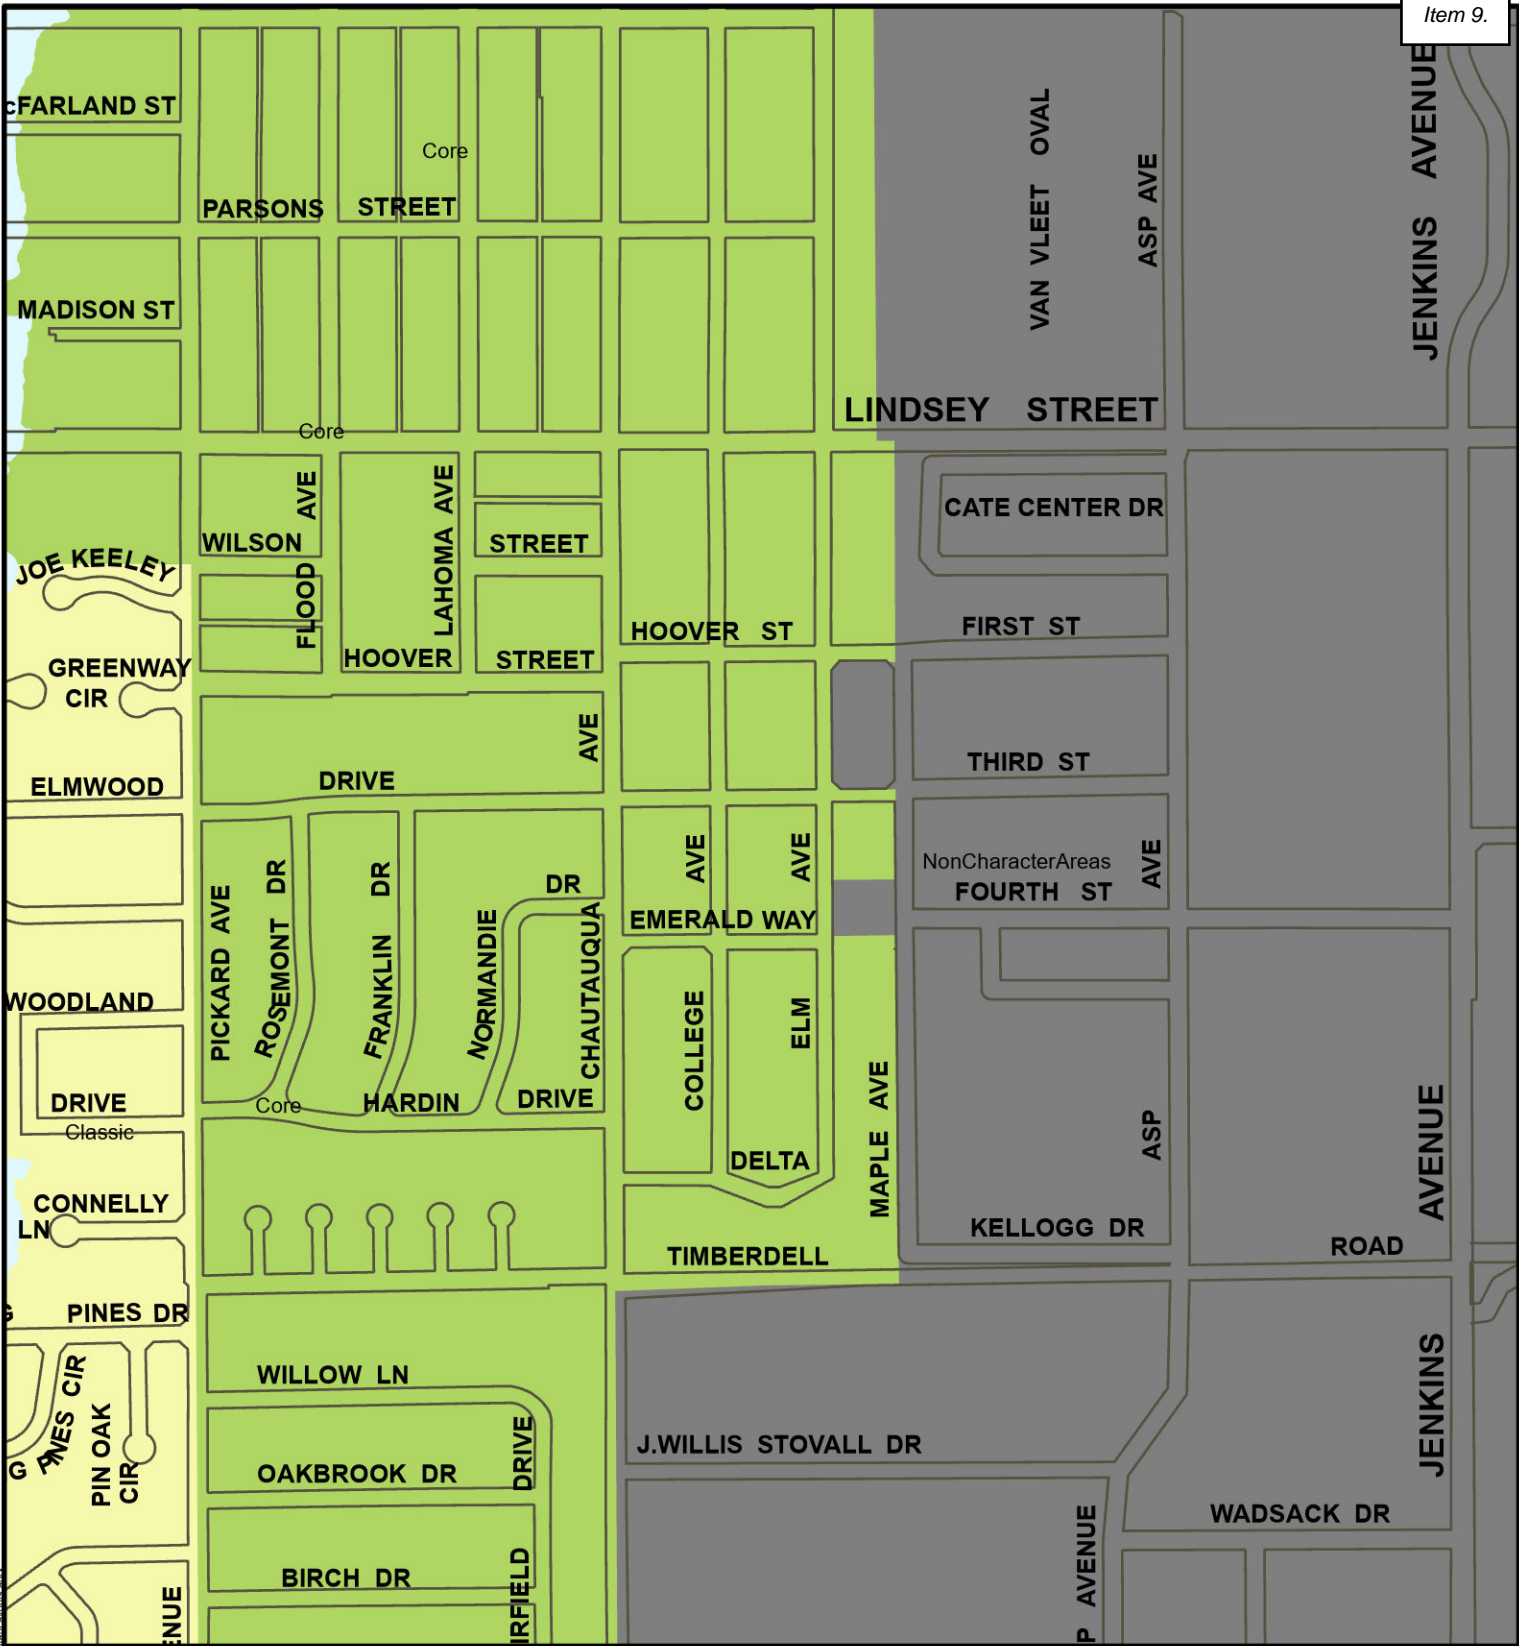 Item 9.
cFARLAND ST
Core
PARSONS STREET
VAN VLEET OVAL
ASP AVE
JENKINS AVENUE
MADISON ST
LINDSEY STREET
Core
FLOOD AVE
LAHOMA AVE
CATE CENTER DR
WILSON STREET
JOE KEELEY
HOOVER ST
FIRST ST
HOOVER STREET
GREENWAY
CIR
ELMWOOD DRIVE
THIRD ST
NonCharacterAreas
FOURTH ST
PICKARD AVE
ROSEMONT DR
FRANKLIN DR
NORMANDIE DR
CHAUTAUQUA AVE
EMERALD WAY
COLLEGE AVE
ELM AVE
MAPLE AVE
ASP AVE
WOODLAND
DRIVE
Core
HARDIN DRIVE
Classic
DELTA
CONNELLY
LN
KELLOGG DR
TIMBERDELL ROAD
JENKINS AVENUE
G PINES DR
WILLOW LN
G PINES CIR
PIN OAK
CIR
J.WILLIS STOVALL DR
OAKBROOK DR
WADSACK DR
BIRCH DR
IRFIELD DRIVE
P AVENUE
ENUE